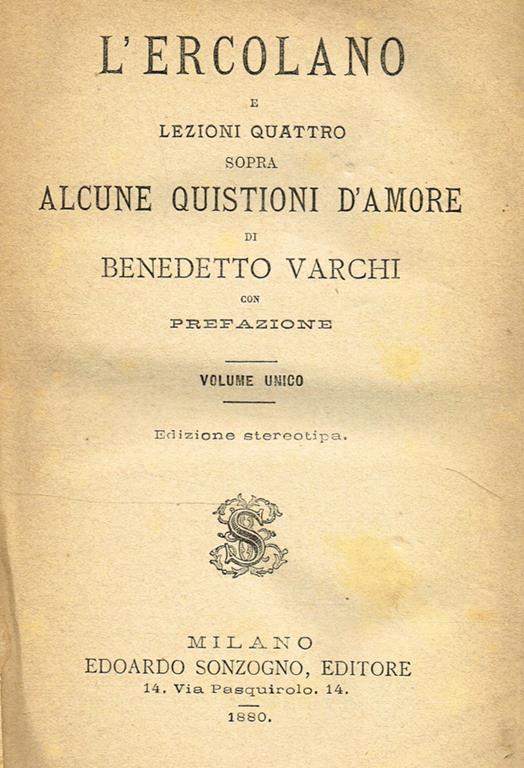 L'ERCOLANO
E
LEZIONI QUATTRO
SOPRA
ALCUNE QUISTIONI D'AMORE
DI
BENEDETTO VARCHI
CON
PREFAZIONE
VOLUME UNICO
Edizione stereotipa.
S
MILANO
EDOARDO SONZOGNO, EDITORE
14. Via Pasquirolo. 14.
1880.